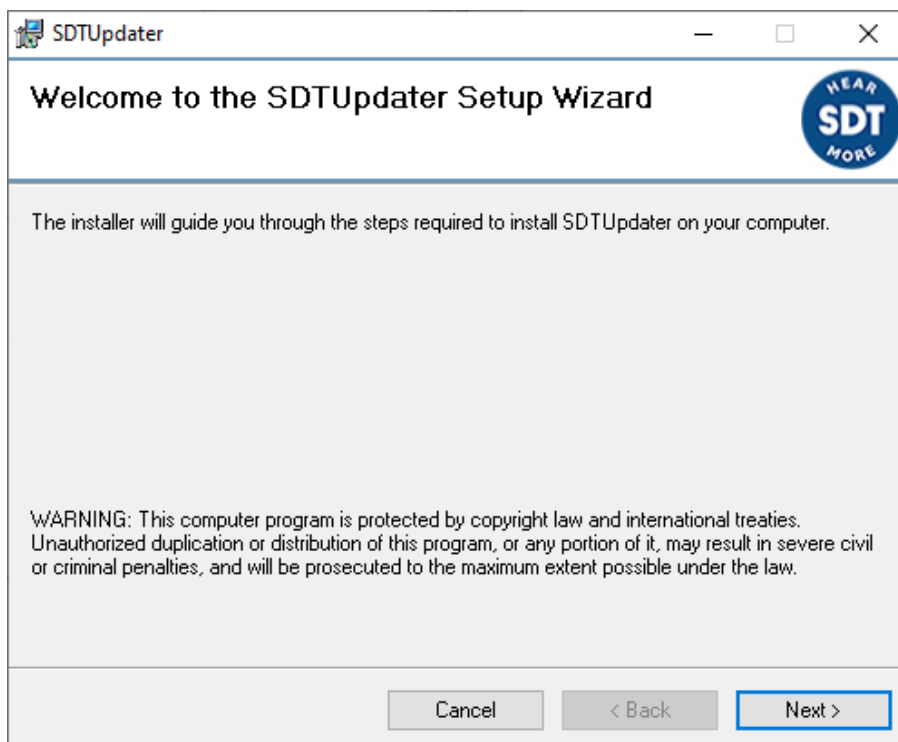 SDTUpdater
Welcome to the SDTUpdater Setup Wizard
HEAR
SDT
MORE
The installer will guide you through the steps required to install SDTUpdater on your computer.
WARNING: This computer program is protected by copyright law and international treaties.
Unauthorized duplication or distribution of this program, or any portion of it, may result in severe civil
or criminal penalties, and will be prosecuted to the maximum extent possible under the law.
Cancel < Back Next >